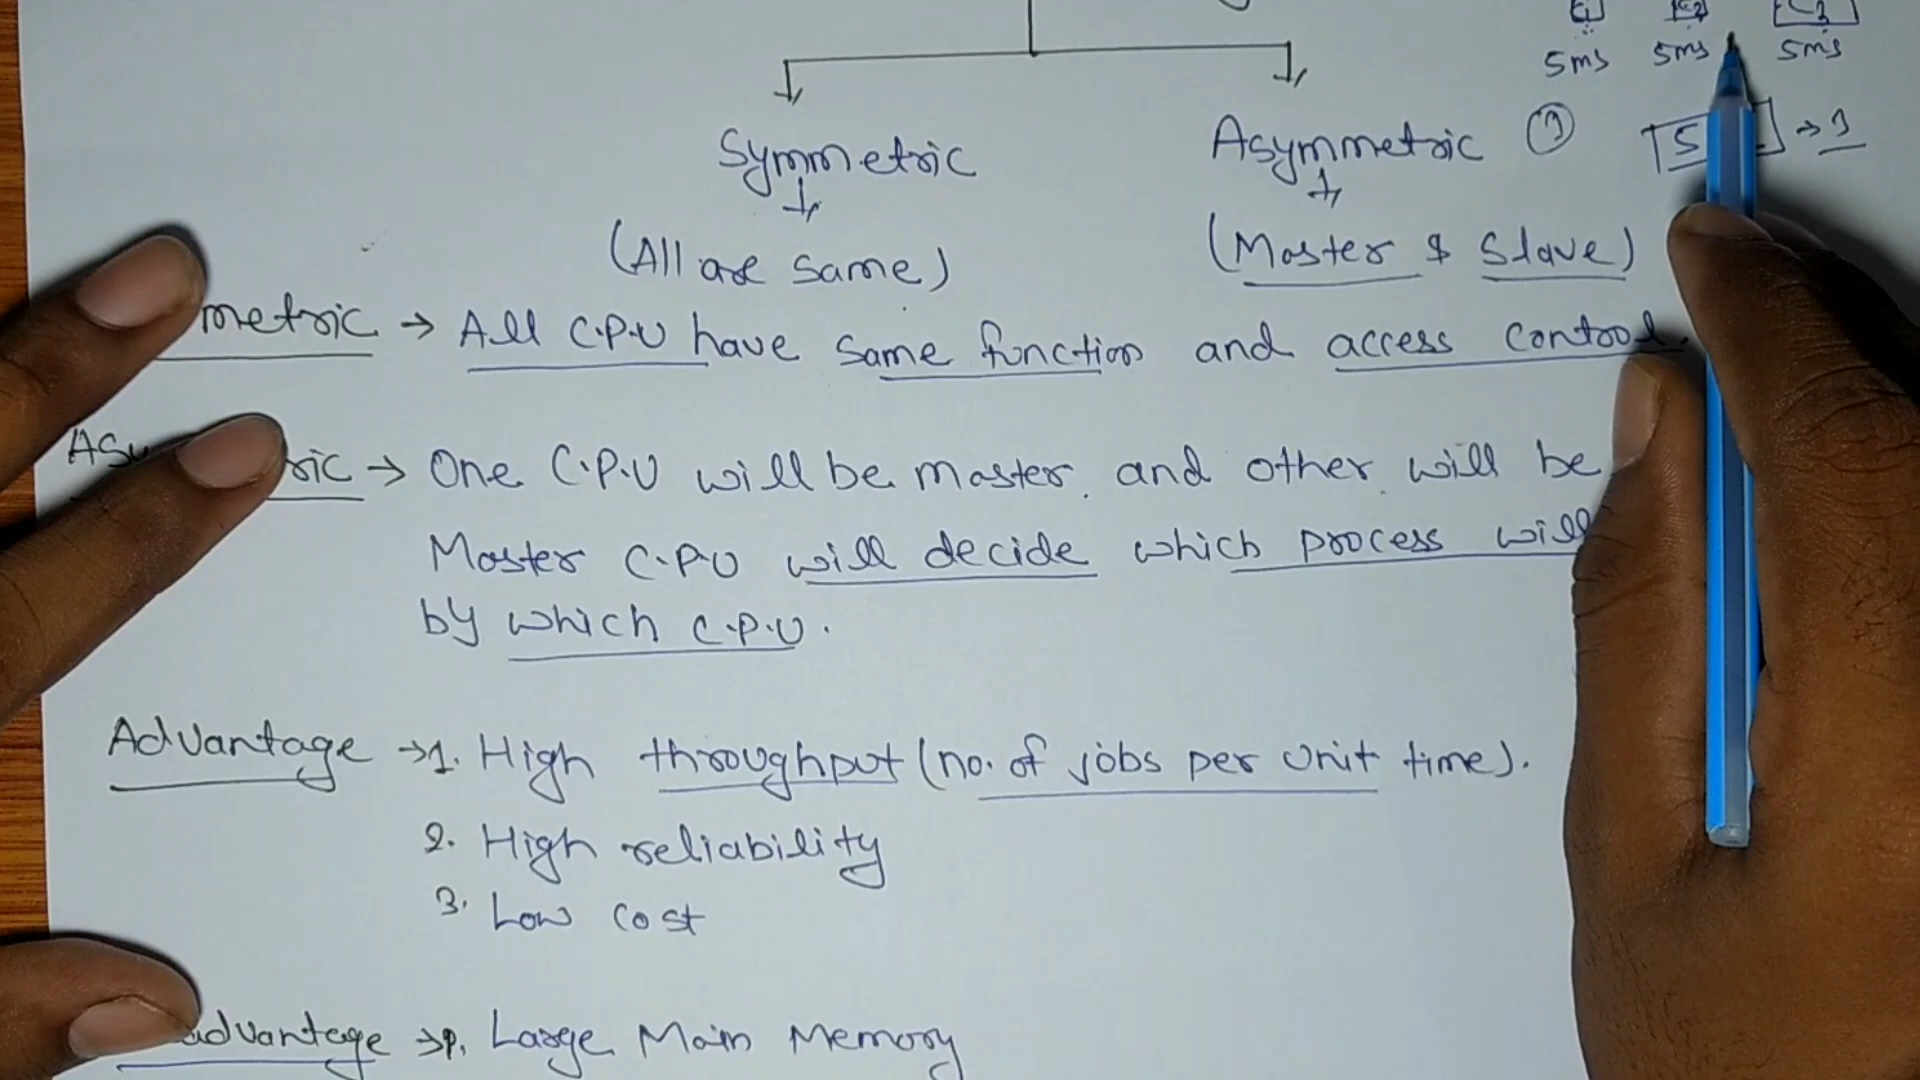 5ms 5ms 5ms
Symmetric Asymmetric
(All are same) (Master & Slave)
metric → All C.P.U have same function and access control.
ric → One C.P.U will be master and other will be
Master C.P.U will decide which process will
by which C.P.U.
Advantage → 1. High throughput (no. of jobs per unit time).
2. High reliability
3. Low cost
advantage → 1. Large Main Memory